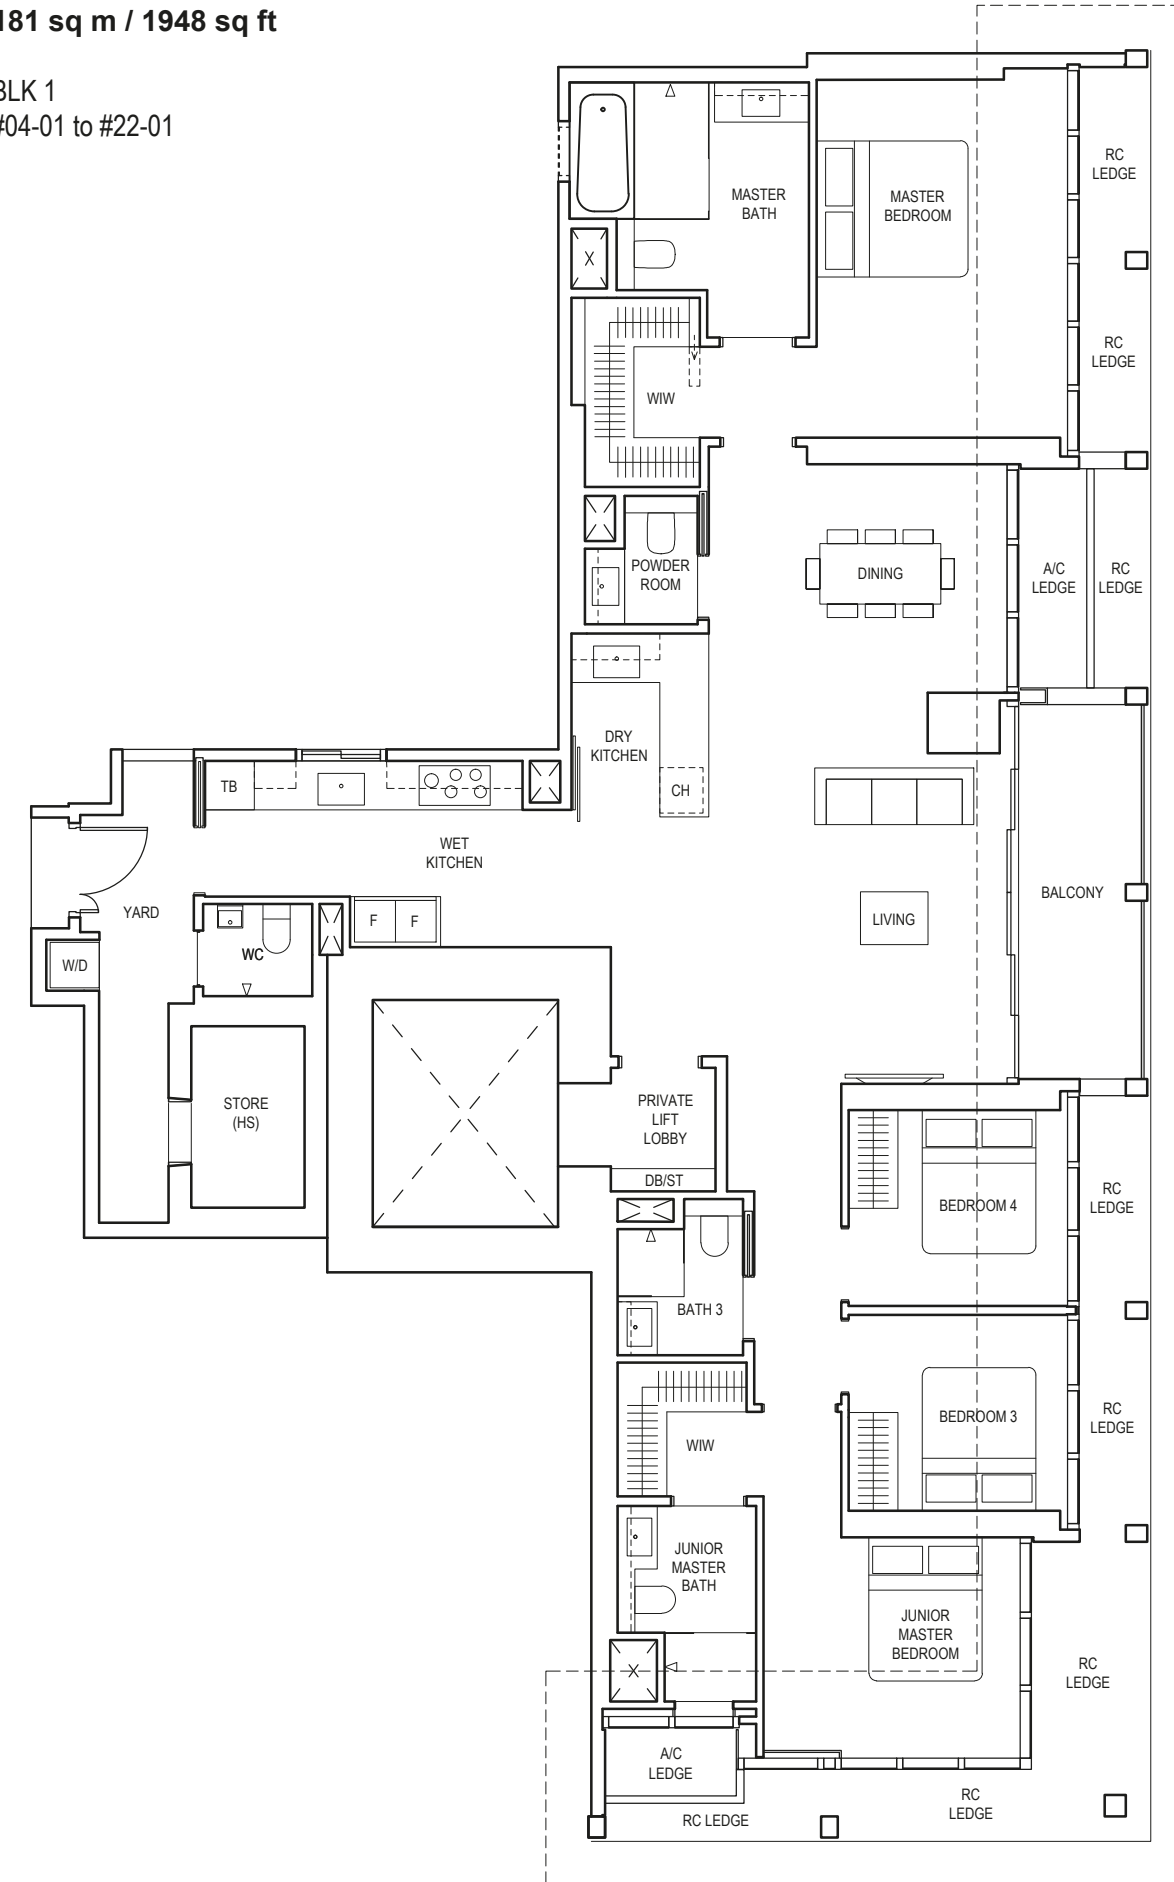 181 sq m / 1948 sq ft
BLK 1
#04-01 to #22-01
MASTER
BATH
MASTER
BEDROOM
RC
LEDGE
X
RC
LEDGE
WIW
POWDER
ROOM
DINING
A/C
LEDGE
RC
LEDGE
DRY
KITCHEN
CH
TB
WET
KITCHEN
BALCONY
YARD
F
F
LIVING
WC
W/D
STORE
(HS)
PRIVATE
LIFT
LOBBY
DB/ST
BEDROOM 4
RC
LEDGE
BATH 3
BEDROOM 3
RC
LEDGE
WIW
JUNIOR
MASTER
BATH
JUNIOR
MASTER
BEDROOM
X
RC
LEDGE
A/C
LEDGE
RC LEDGE
RC
LEDGE